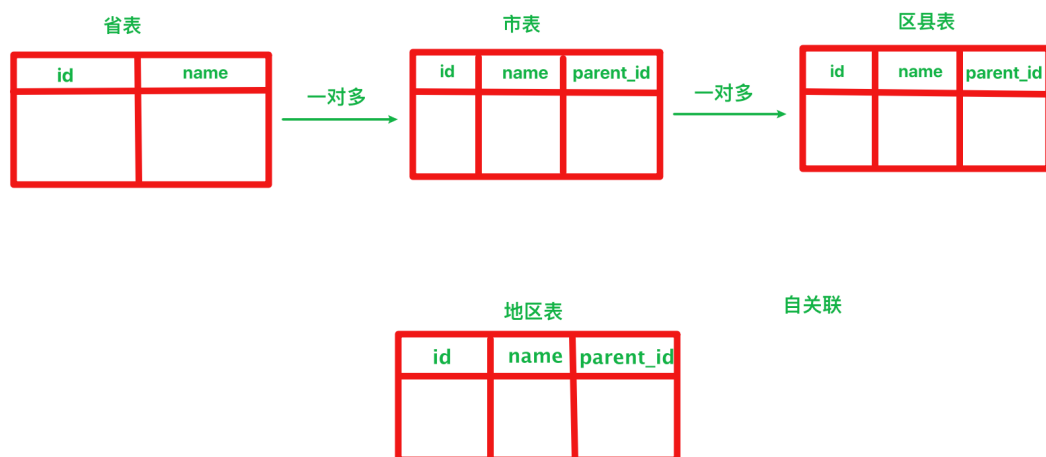 省表
市表
区县表
id name
id name parent_id
id name parent_id
一对多
一对多
地区表
自关联
id name parent_id